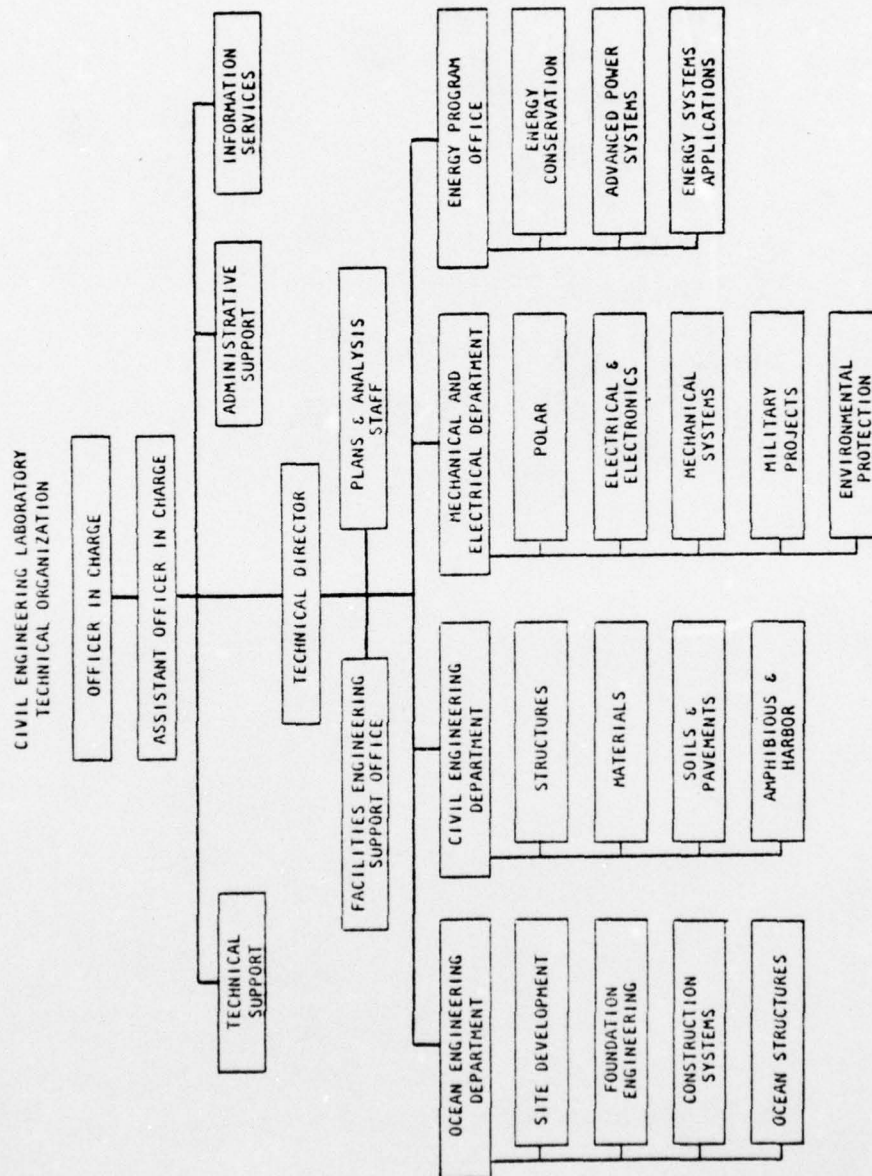 CIVIL ENGINEERING LABORATORY
TECHNICAL ORGANIZATION
OFFICER IN CHARGE
ASSISTANT OFFICER IN CHARGE
TECHNICAL
SUPPORT
ADMINISTRATIVE
SUPPORT
INFORMATION
SERVICES
TECHNICAL DIRECTOR
FACILITIES ENGINEERING
SUPPORT OFFICE
PLANS & ANALYSIS
STAFF
OCEAN ENGINEERING
DEPARTMENT
SITE DEVELOPMENT
FOUNDATION
ENGINEERING
CONSTRUCTION
SYSTEMS
OCEAN STRUCTURES
CIVIL ENGINEERING
DEPARTMENT
STRUCTURES
MATERIALS
SOILS &
PAVEMENTS
AMPHIBIOUS &
HARBOR
MECHANICAL AND
ELECTRICAL DEPARTMENT
POLAR
ELECTRICAL &
ELECTRONICS
MECHANICAL
SYSTEMS
MILITARY
PROJECTS
ENVIRONMENTAL
PROTECTION
ENERGY PROGRAM
OFFICE
ENERGY
CONSERVATION
ADVANCED POWER
SYSTEMS
ENERGY SYSTEMS
APPLICATIONS